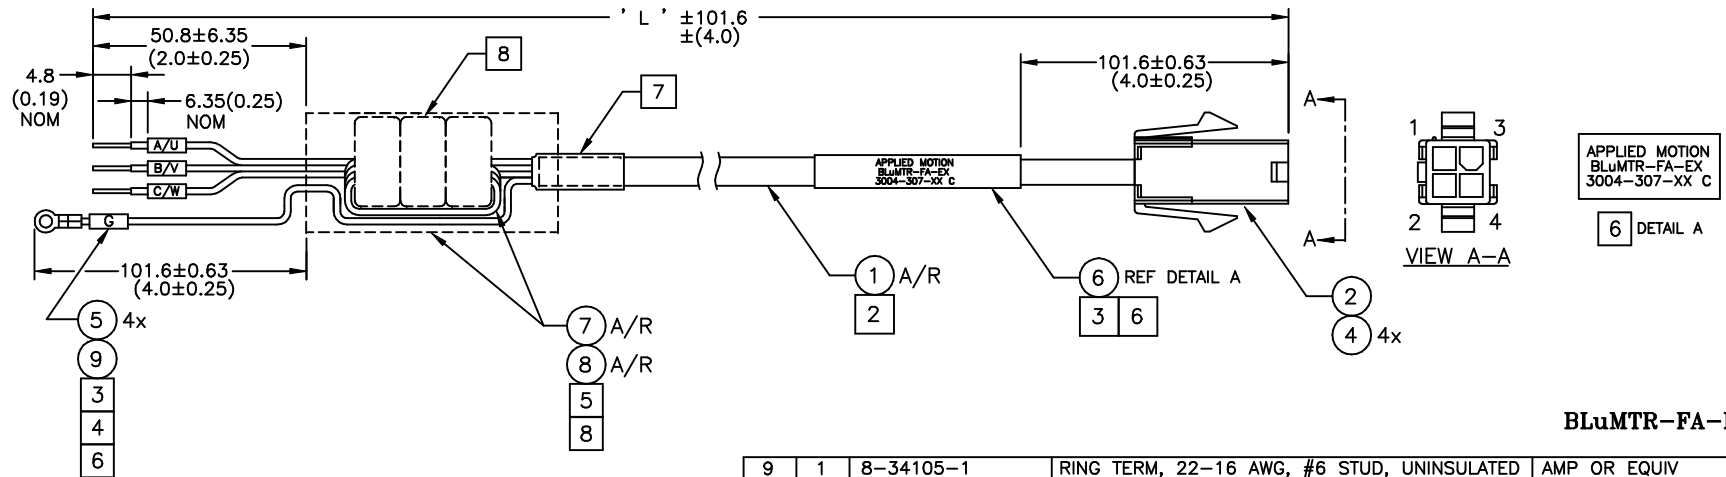 ' L ' ±101.6
±(4.0)
50.8±6.35
(2.0±0.25)
8
4.8
(0.19)
NOM
6.35(0.25)
NOM
7
101.6±0.63
(4.0±0.25)
A
A/U
B/V
C/W
G
APPLIED MOTION
BLuMTR-FA-EX
3004-307-XX C
1 3
2 4
A
VIEW A-A
APPLIED MOTION
BLuMTR-FA-EX
3004-307-XX C
6 DETAIL A
101.6±0.63
(4.0±0.25)
5 4x
9
3
4
6
7 A/R
8 A/R
5
8
1 A/R
2
6 REF DETAIL A
3 6
2
4 4x
BLuMTR-FA-
9 1 8-34105-1 RING TERM, 22-16 AWG, #6 STUD, UNINSULATED AMP OR EQUIV